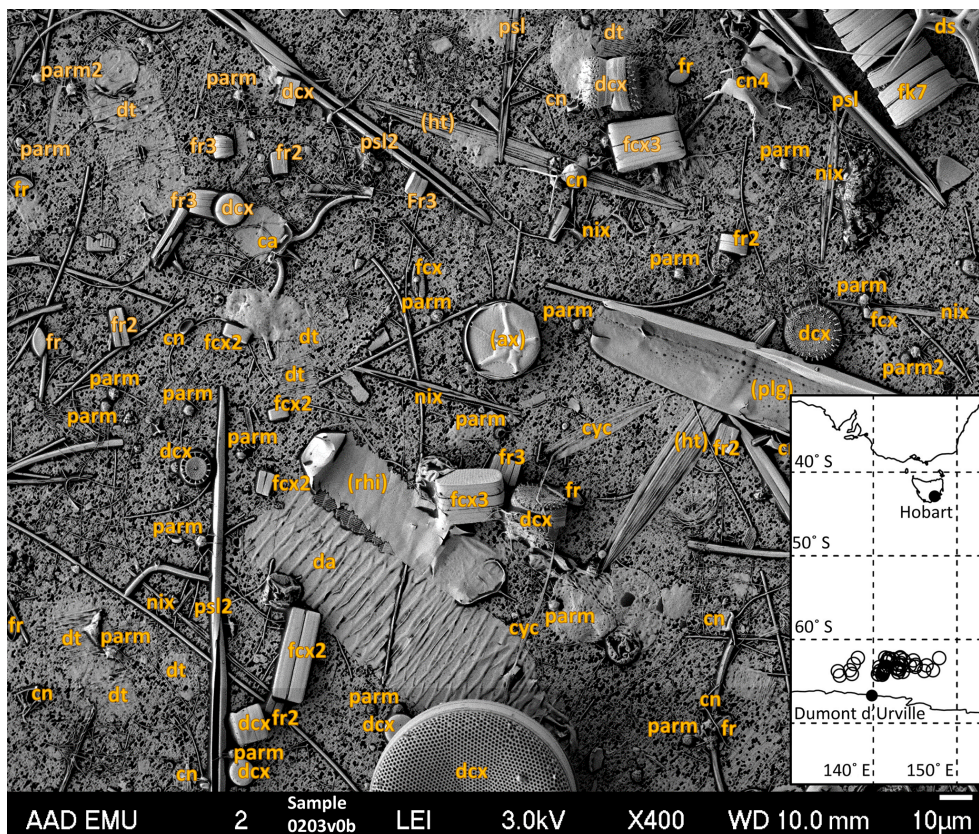 psl dt ds
parm2 parm dcx dcx fr cn4 fk7
dt cn psl
(ht)
parm fr3 fr2 psl2 fcx3 parm nix
fr cn
fr3 dcx Fr3
ca nix fr2
fcx parm
parm parm
fr2 cn fcx2 parm fcx nix
fr dt (ax) dcx
dt parm2
parm parm nix (plg)
parm fcx2 parm cyc
(ht) fr2 c
dcx parm fr3
fcx2 (rhi) fcx3 fr
dcx
parm
da
nix psl2 parm
fr cyc cn
dt parm
dt fcx2
cn dt parm cn
dcx fr2 dcx parm fr
parm
cn dcx dcx
40° S
Hobart
50° S
60° S
Dumont d'Urville
140° E 150° E
AAD EMU 2 Sample 0203v0b LEI 3.0kV X400 WD 10.0 mm 10µm